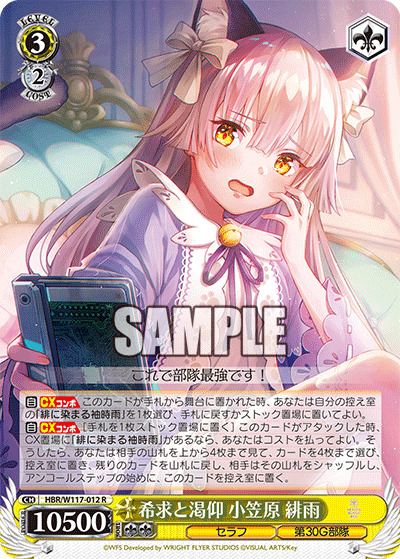 LEVEL
3
2
COST
SAMPLE
これで部隊最強です!
自 CXコンボ このカードが手札から舞台に置かれた時、あなたは自分の控え室
の「緋に染まる袖時雨」を1枚選び、手札に戻すかストック置場に置いてよい。
自 CXコンボ [手札を1枚ストック置場に置く] このカードがアタックした時、
CX置場に「緋に染まる袖時雨」があるなら、あなたはコストを払ってよい。そ
うしたら、あなたは相手の山札を上から4枚まで見て、カードを4枚まで選び、
控え室に置き、残りのカードを山札に戻し、相手はその山札をシャッフルし、
アンコールステップの始めに、このカードを控え室に置く。
CH HBR/W117-012 R
10500
希求と渇仰 小笠原 緋雨
セラフ
第30G部隊
©WFS Developed by WRIGHT FLYER STUDIOS ©VISUAL ARTS/Key